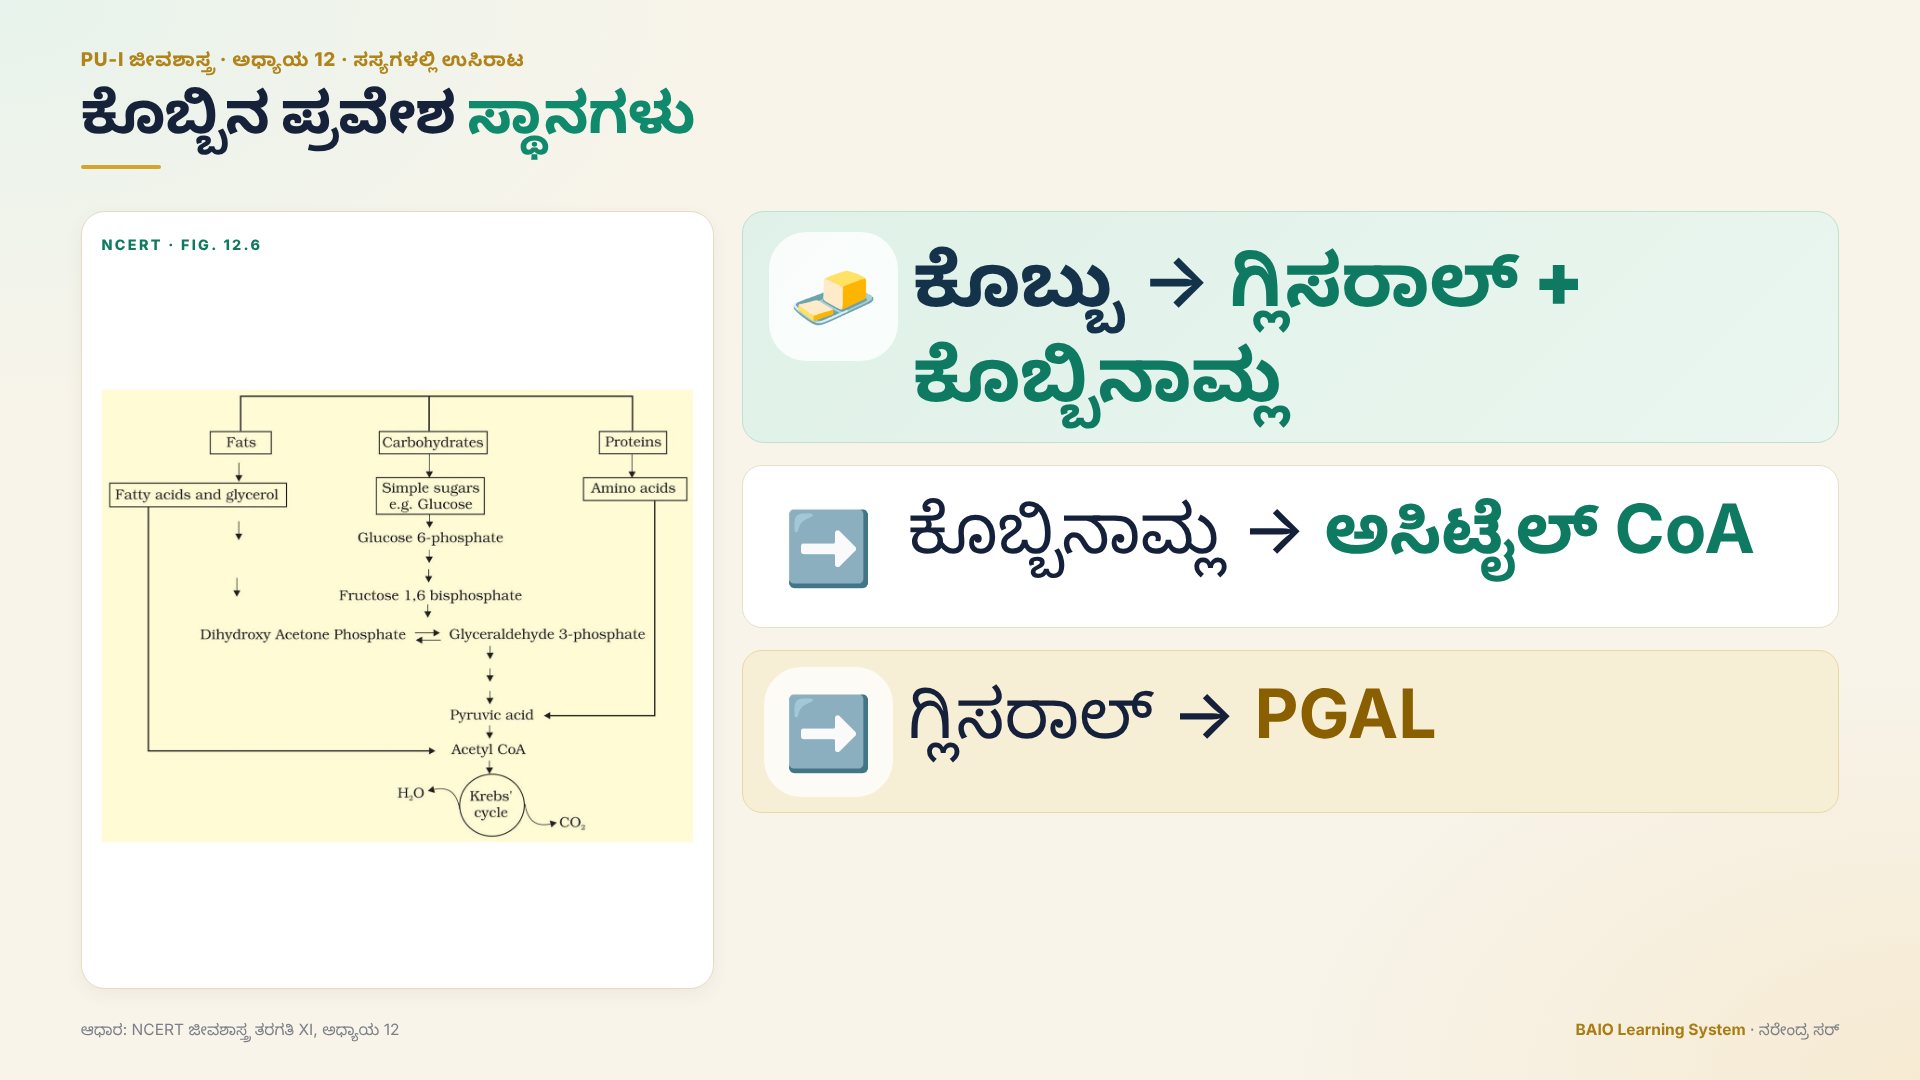 PU-I ಜೀವಶಾಸ್ತ್ರ · ಅಧ್ಯಾಯ 12 · ಸಸ್ಯಗಳಲ್ಲಿ ಉಸಿರಾಟ
ಕೊಬ್ಬಿನ ಪ್ರವೇಶ ಸ್ಥಾನಗಳು
NCERT · FIG. 12.6
Fats
Carbohydrates
Proteins
Fatty acids and glycerol
Simple sugars
e.g. Glucose
Amino acids
Glucose 6-phosphate
Fructose 1,6 bisphosphate
Dihydroxy Acetone Phosphate
Glyceraldehyde 3-phosphate
Pyruvic acid
Acetyl CoA
H₂O
Krebs'
cycle
CO₂
ಕೊಬ್ಬು → ಗ್ಲಿಸರಾಲ್ +
ಕೊಬ್ಬಿನಾಮ್ಲ
ಕೊಬ್ಬಿನಾಮ್ಲ → ಅಸಿಟೈಲ್ CoA
ಗ್ಲಿಸರಾಲ್ → PGAL
ಆಧಾರ: NCERT ಜೀವಶಾಸ್ತ್ರ ತರಗತಿ XI, ಅಧ್ಯಾಯ 12
BAIO Learning System · ನರೇಂದ್ರ ಸರ್